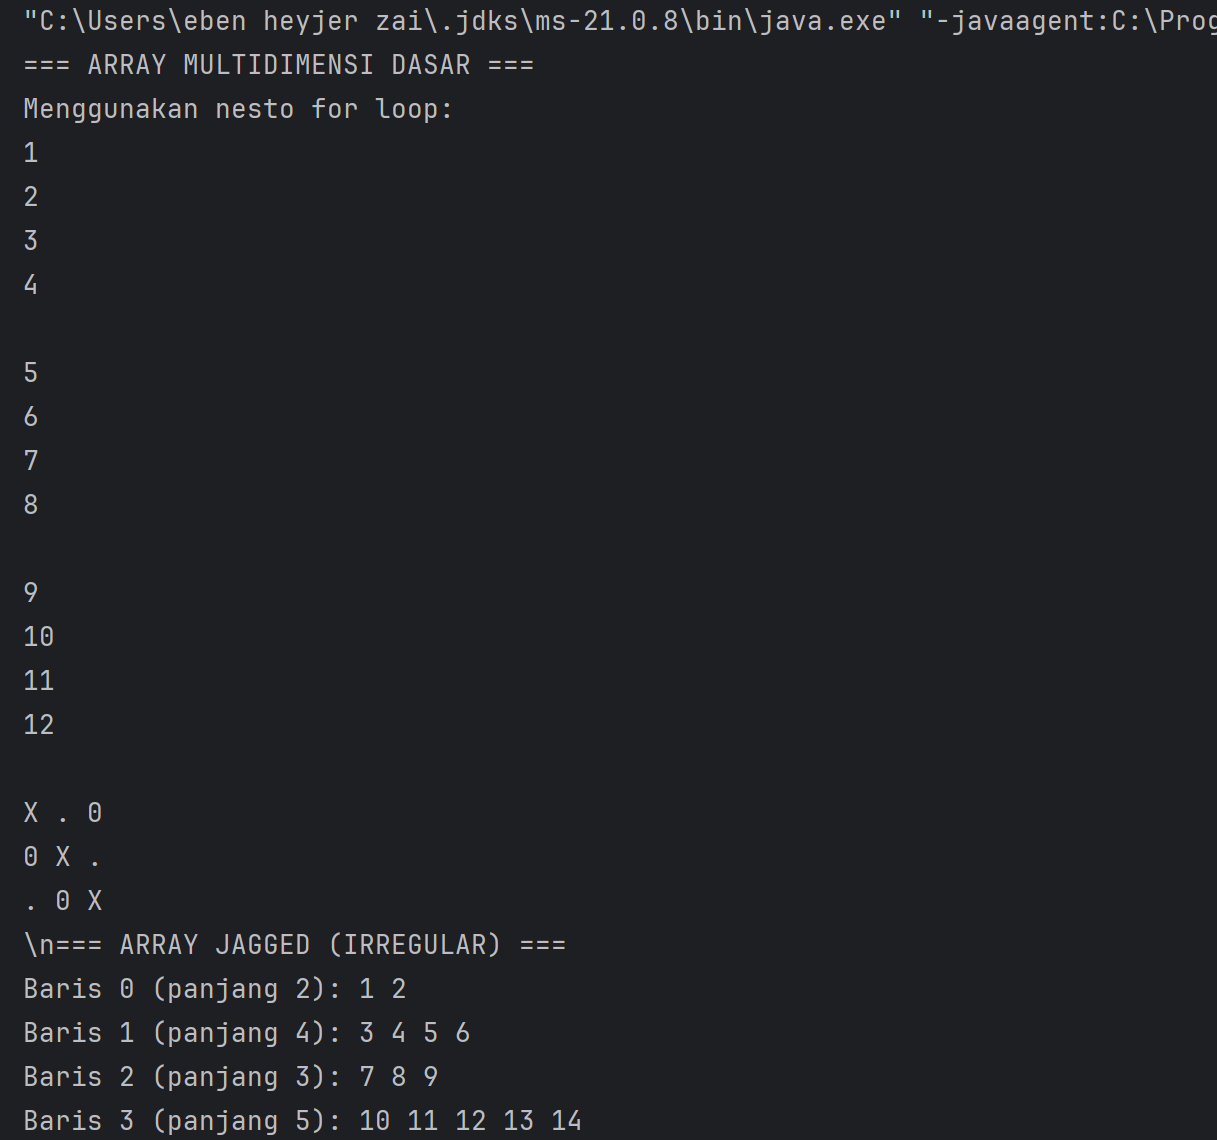 "C:\Users\eben heyjer zai\.jdks\ms-21.0.8\bin\java.exe" "-javaagent:C:\Prog
=== ARRAY MULTIDIMENSI DASAR ===
Menggunakan nesto for loop:
1
2
3
4
5
6
7
8
9
10
11
12
X . 0
0 X .
. 0 X
\n=== ARRAY JAGGED (IRREGULAR) ===
Baris 0 (panjang 2): 1 2
Baris 1 (panjang 4): 3 4 5 6
Baris 2 (panjang 3): 7 8 9
Baris 3 (panjang 5): 10 11 12 13 14